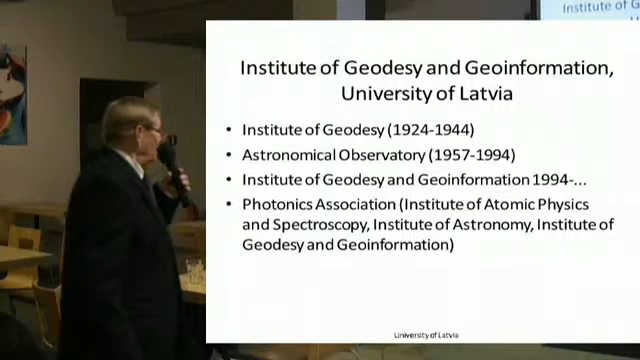 Institute of G
Institute of Geodesy and Geoinformation,
University of Latvia
• Institute of Geodesy (1924-1944)
• Astronomical Observatory (1957-1994)
• Institute of Geodesy and Geoinformation 1994-...
• Photonics Association (Institute of Atomic Physics
and Spectroscopy, Institute of Astronomy, Institute of
Geodesy and Geoinformation)
University of Latvia